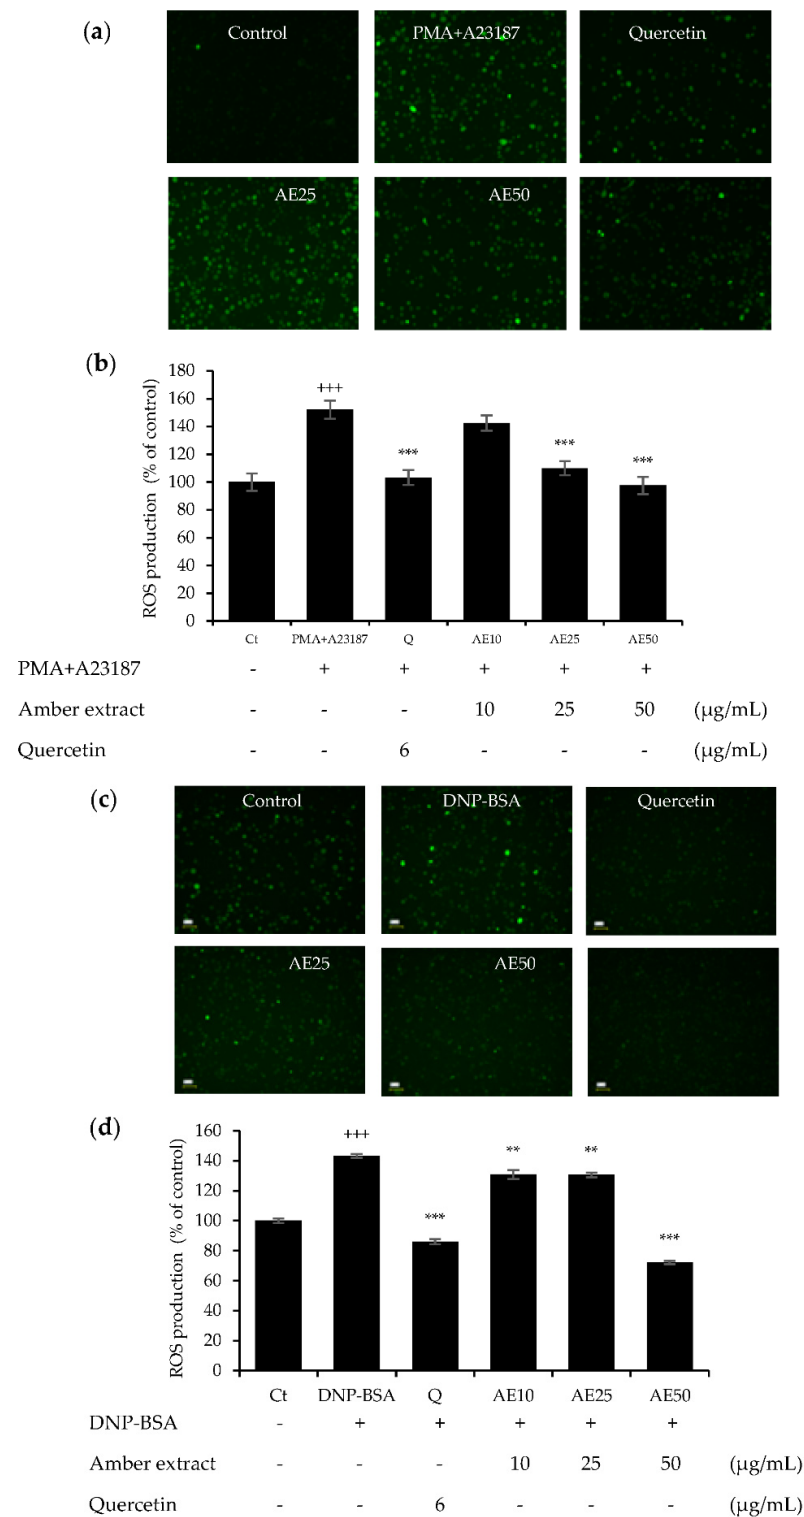 (a)
Control PMA+A23187 Quercetin
AE25 AE50
(b)
ROS production (% of control)
180
160
140
120
100
80
60
40
20
0
+++
***
***
***
Ct PMA+A23187 Q AE10 AE25 AE50
PMA+A23187 - + + + + +
Amber extract - - - 10 25 50 (μg/mL)
Quercetin - - 6 - - - (μg/mL)
(c)
Control DNP-BSA Quercetin
AE25 AE50
(d)
ROS production (% of control)
160
140
120
100
80
60
40
20
0
+++
***
**
**
***
Ct DNP-BSA Q AE10 AE25 AE50
DNP-BSA - + + + + +
Amber extract - - - 10 25 50 (μg/mL)
Quercetin - - 6 - - - (μg/mL)